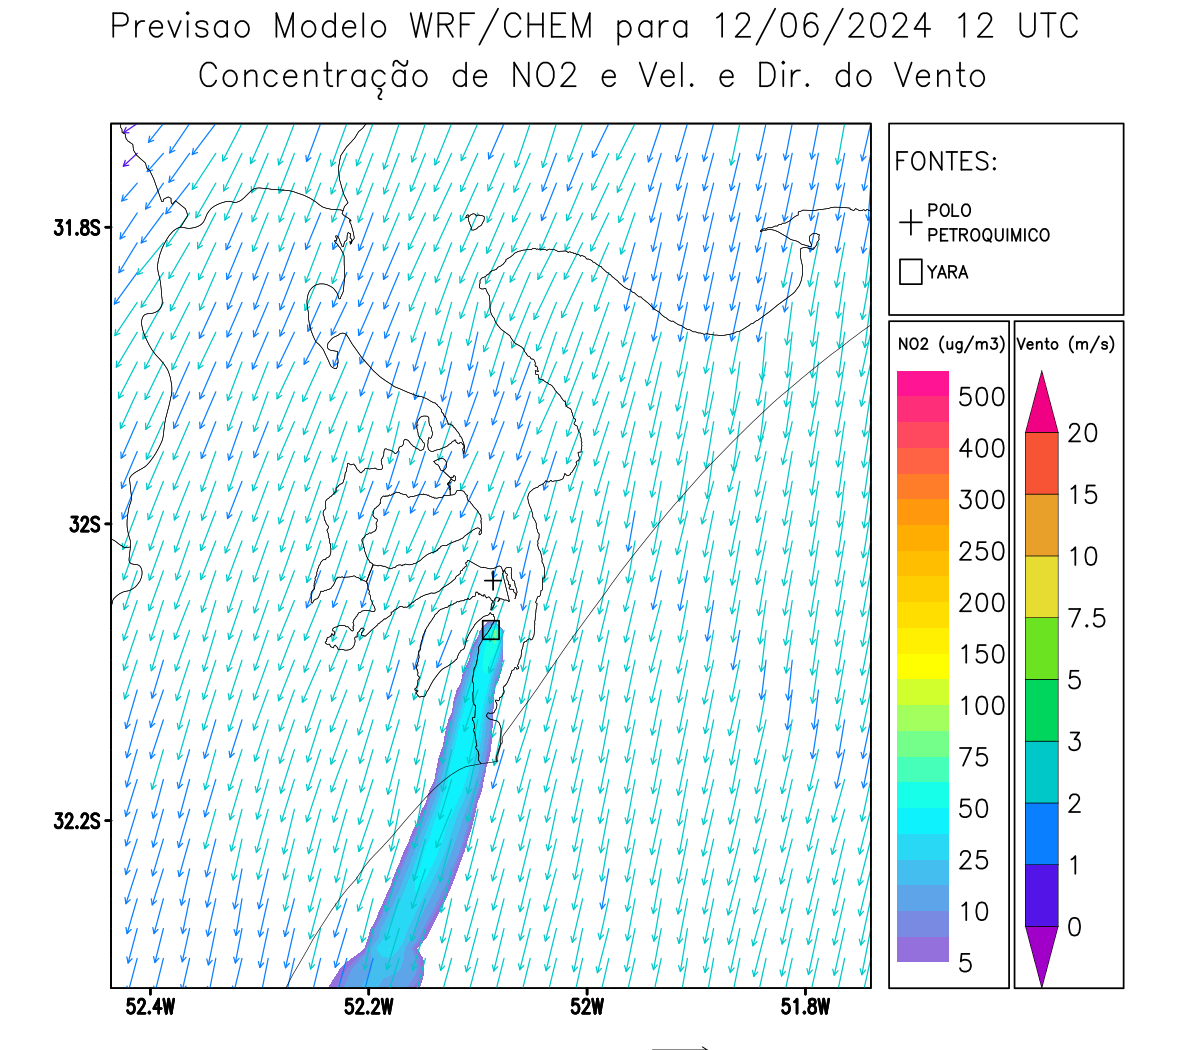 Previsao Modelo WRF/CHEM para 12/06/2024 12 UTC
Concentração de NO2 e Vel. e Dir. do Vento
FONTES:
POLO
PETROQUIMICO
YARA
NO2 (ug/m3)
500
400
300
250
200
150
100
75
50
25
10
5
Vento (m/s)
20
15
10
7.5
5
3
2
1
0
31.8S
32S
32.2S
52.4W
52.2W
52W
51.8W